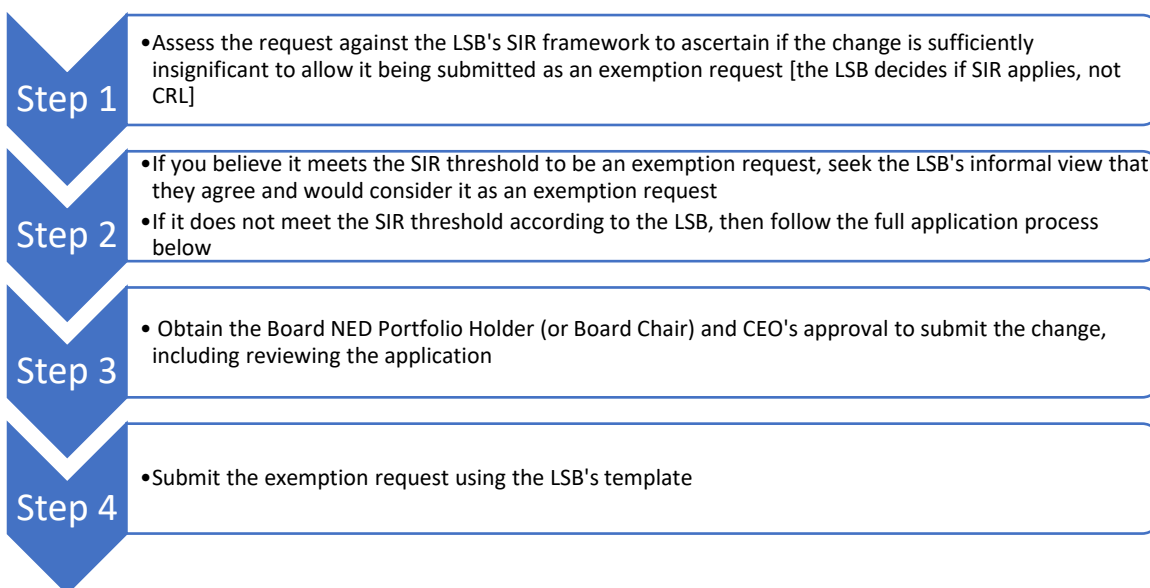 Step 1
•Assess the request against the LSB's SIR framework to ascertain if the change is sufficiently
insignificant to allow it being submitted as an exemption request [the LSB decides if SIR applies, not
CRL]
Step 2
•If you believe it meets the SIR threshold to be an exemption request, seek the LSB's informal view that
they agree and would consider it as an exemption request
•If it does not meet the SIR threshold according to the LSB, then follow the full application process
below
Step 3
• Obtain the Board NED Portfolio Holder (or Board Chair) and CEO's approval to submit the change,
including reviewing the application
Step 4
•Submit the exemption request using the LSB's template